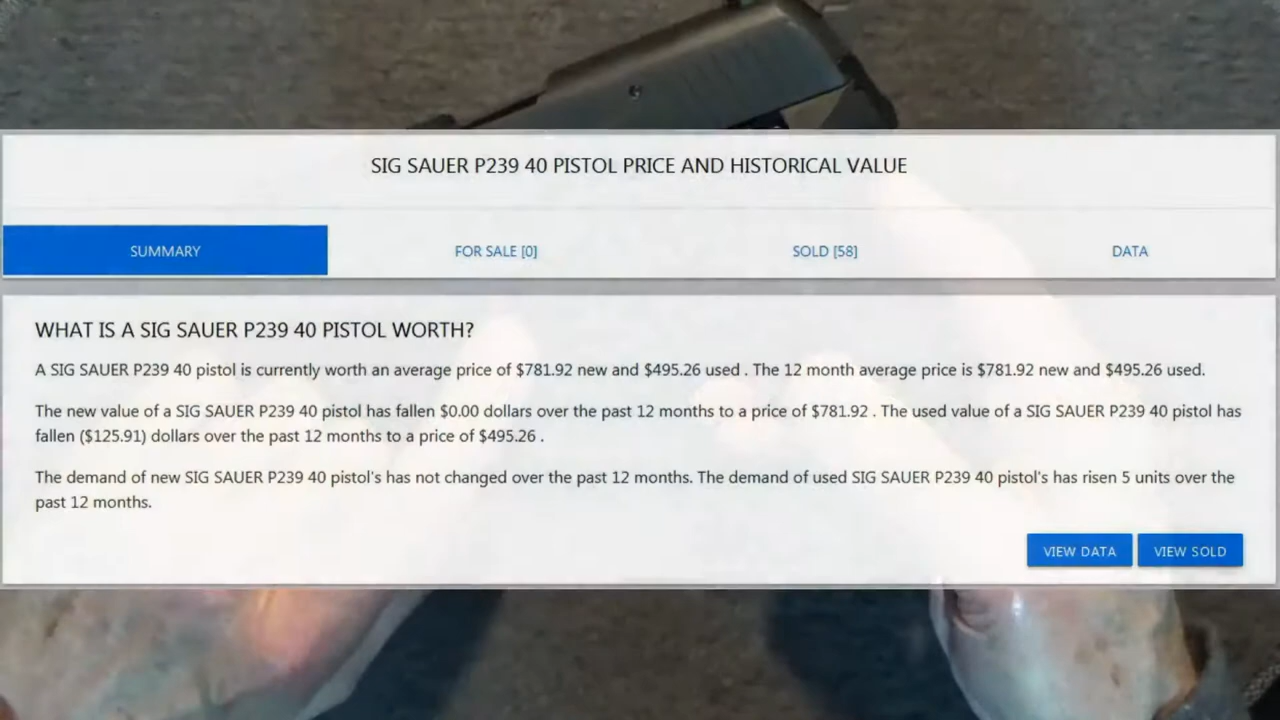 SIG SAUER P239 40 PISTOL PRICE AND HISTORICAL VALUE
SUMMARY
FOR SALE [0]
SOLD [58]
DATA
WHAT IS A SIG SAUER P239 40 PISTOL WORTH?
A SIG SAUER P239 40 pistol is currently worth an average price of $781.92 new and $495.26 used . The 12 month average price is $781.92 new and $495.26 used.
The new value of a SIG SAUER P239 40 pistol has fallen $0.00 dollars over the past 12 months to a price of $781.92 . The used value of a SIG SAUER P239 40 pistol has
fallen ($125.91) dollars over the past 12 months to a price of $495.26 .
The demand of new SIG SAUER P239 40 pistol's has not changed over the past 12 months. The demand of used SIG SAUER P239 40 pistol's has risen 5 units over the
past 12 months.
VIEW DATA
VIEW SOLD